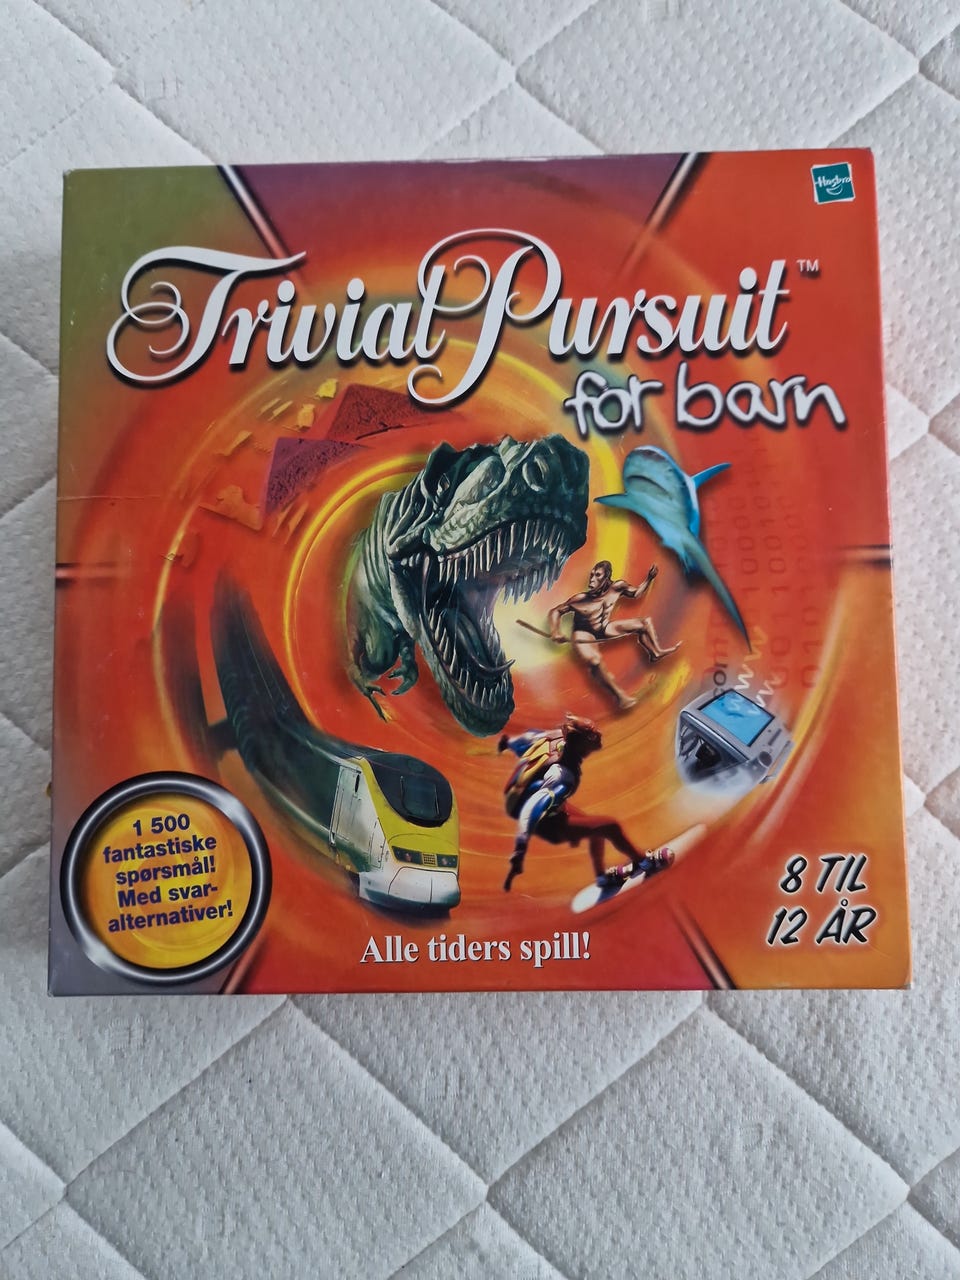 Hasbro
Trivial Pursuit™
for barn
1 500
fantastiske
spørsmål!
Med svar-
alternativer!
Alle tiders spill!
8 TIL
12 ÅR